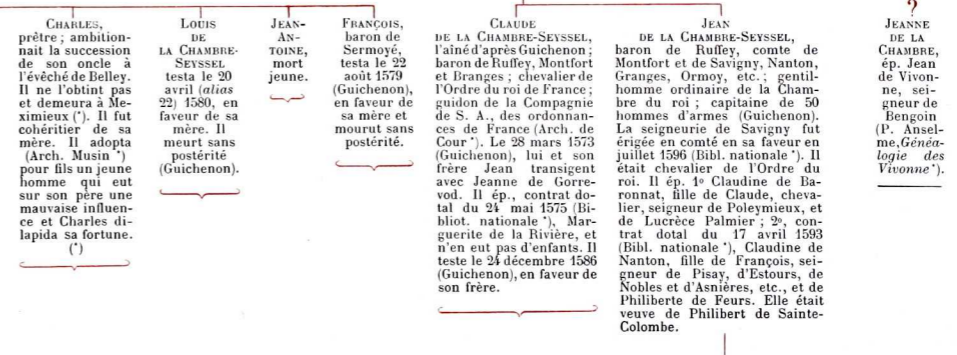 CHARLES,
prêtre ; ambition-
nait la succession
de son oncle à
l'évêché de Belley.
Il ne l'obtint pas
et demeura à Me-
ximieux (*). Il fut
cohéritier de sa
mère. Il adopta
(Arch. Musin *)
pour fils un jeune
homme qui eut
sur son père une
mauvaise influen-
ce et Charles di-
lapida sa fortune.
(*)
LOUIS
DE
LA CHAMBRE-
SEYSSEL
testa le 20
avril (alias
22) 1580, en
faveur de sa
mère. Il
meurt sans
postérité
(Guichenon).
JEAN-
AN-
TOINE,
mort
jeune.
FRANÇOIS,
baron de
Sermoyé,
testa le 22
août 1579
(Guichenon),
en faveur de
sa mère et
mourut sans
postérité.
CLAUDE
DE LA CHAMBRE-SEYSSEL,
l'aîné d'après Guichenon ;
baron de Ruffey, Montfort
et Branges ; chevalier de
l'Ordre du roi de France ;
guidon de la Compagnie
de S. A., des ordonnan-
ces de France (Arch. de
Cour *). Le 28 mars 1573
(Guichenon), lui et son
frère Jean transigent
avec Jeanne de Gorre-
vod. Il ép., contrat do-
tal du 24 mai 1575 (Bi-
bliot. nationale *), Mar-
guerite de la Rivière, et
n'en eut pas d'enfants. Il
teste le 24 décembre 1586
(Guichenon), en faveur de
son frère.
JEAN
DE LA CHAMBRE-SEYSSEL,
baron de Ruffey, comte de
Montfort et de Savigny, Nanton,
Granges, Ormoy, etc. ; gentil-
homme ordinaire de la Cham-
bre du roi ; capitaine de 50
hommes d'armes (Guichenon).
La seigneurie de Savigny fut
érigée en comté en sa faveur en
juillet 1596 (Bibl. nationale *). Il
était chevalier de l'Ordre du
roi. Il ép. 1º Claudine de Ba-
ronnat, fille de Claude, cheva-
lier, seigneur de Poleymieux, et
de Lucrèce Palmier ; 2º, con-
trat dotal du 17 avril 1593
(Bibl. nationale *), Claudine de
Nanton, fille de François, sei-
gneur de Pisay, d'Estours, de
Nobles et d'Asnières, etc., et de
Philiberte de Feurs. Elle était
veuve de Philibert de Sainte-
Colombe.
?
JEANNE
DE LA
CHAMBRE,
ép. Jean
de Vivon-
ne, sei-
gneur de
Bengoin
(P. Ansel-
me, Généa-
logie des
Vivonne *).